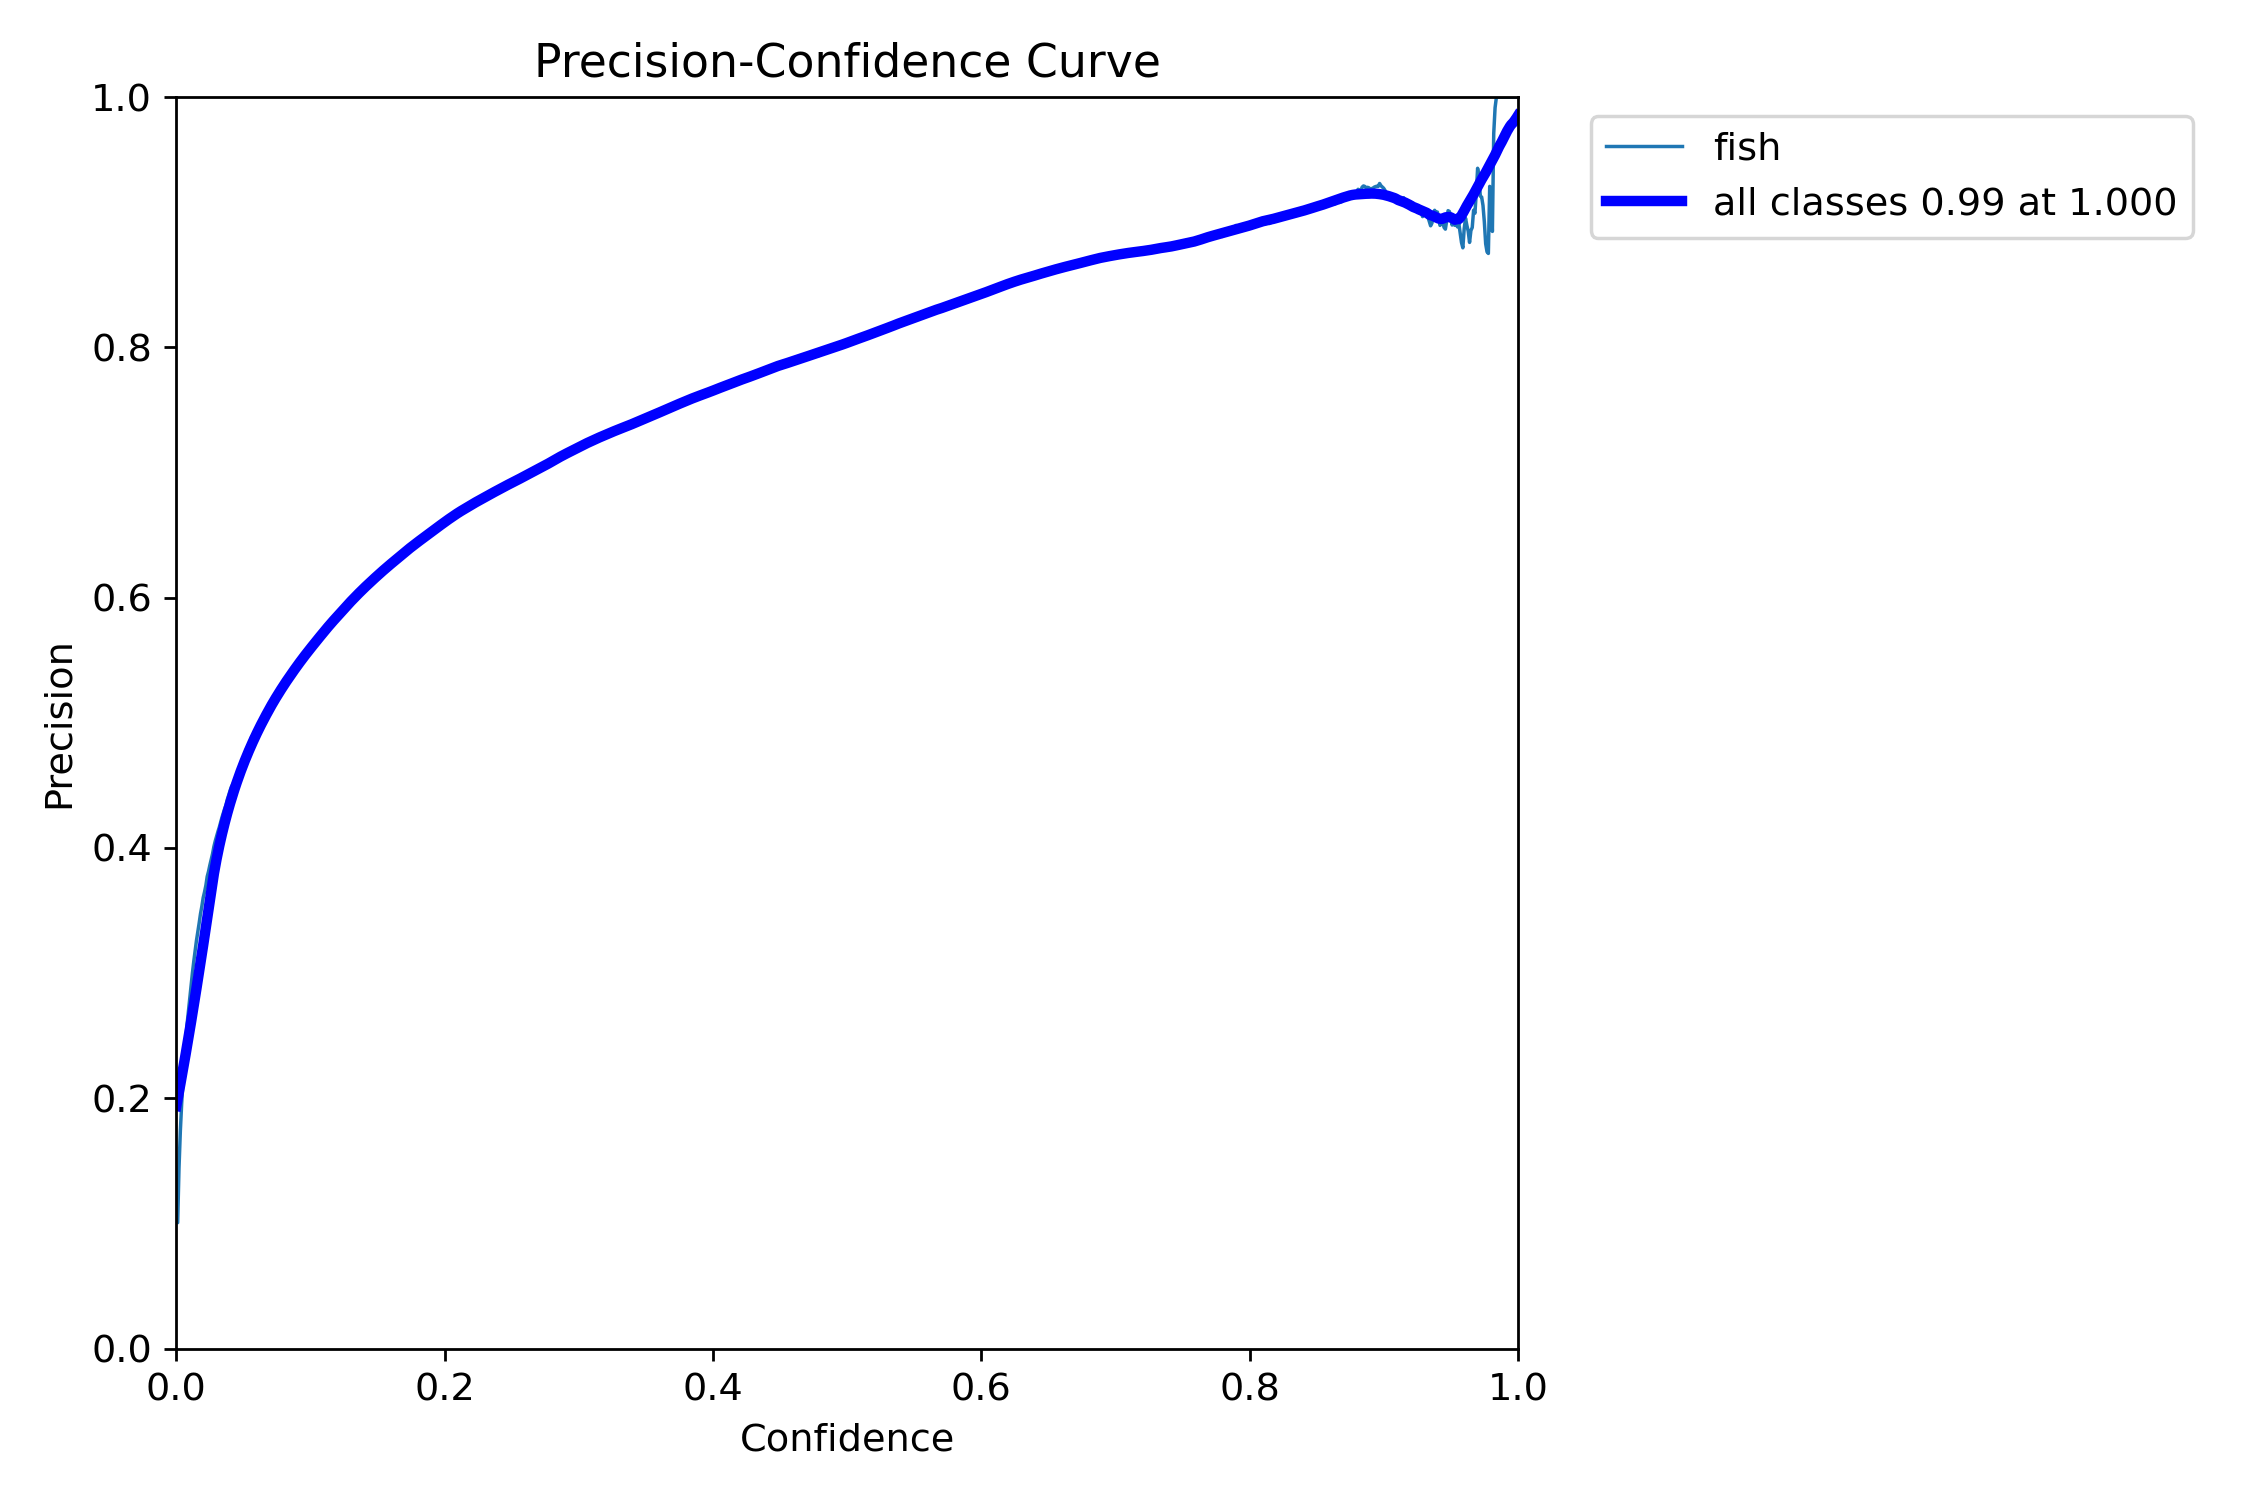 Precision-Confidence Curve
1.0
0.8
0.6
0.4
0.2
0.0
Precision
0.0 0.2 0.4 0.6 0.8 1.0
Confidence
fish
all classes 0.99 at 1.000